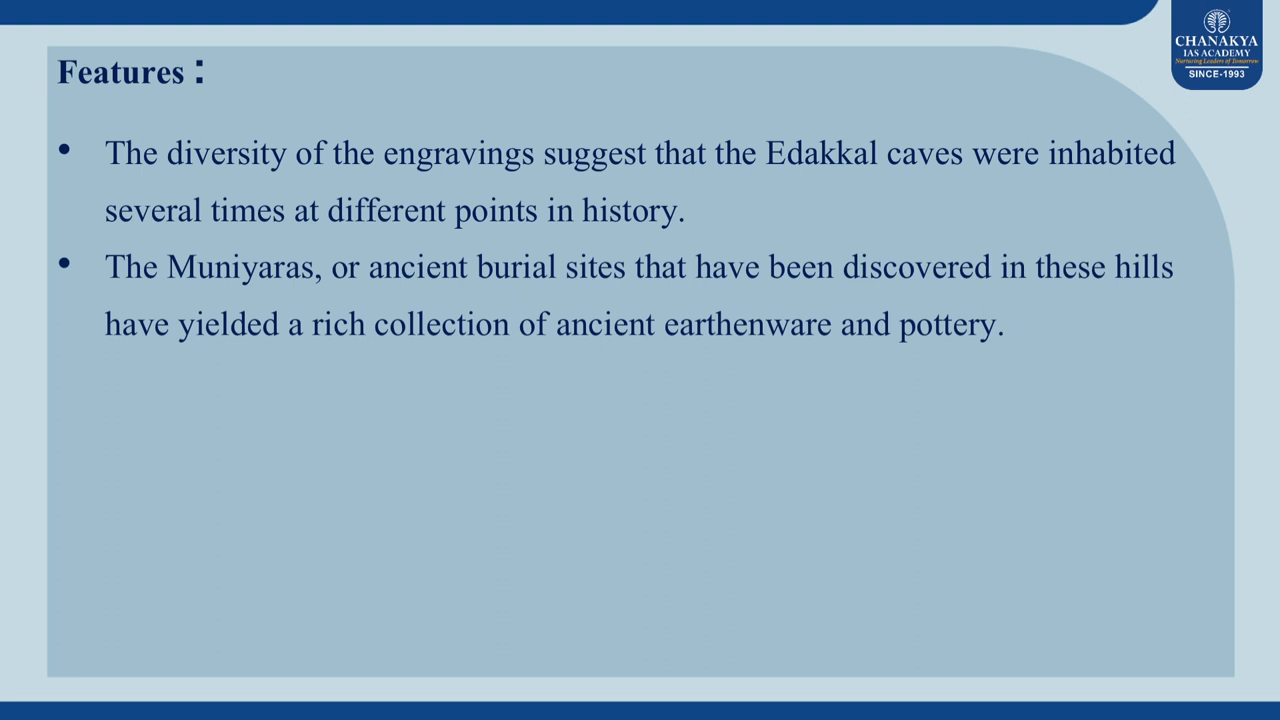 CHANAKYA
IAS ACADEMY
Nurturing Leaders of Tomorrow
SINCE-1993
Features :
• The diversity of the engravings suggest that the Edakkal caves were inhabited
several times at different points in history.
• The Muniyaras, or ancient burial sites that have been discovered in these hills
have yielded a rich collection of ancient earthenware and pottery.